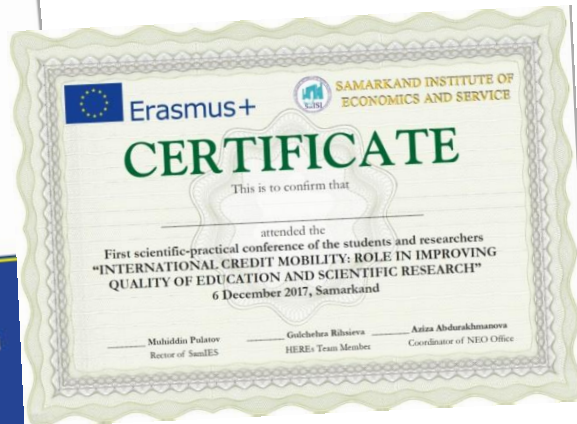 Erasmus+
SAMARKAND INSTITUTE OF
ECONOMICS AND SERVICE
CERTIFICATE
This is to confirm that
attended the
First scientific-practical conference of the students and researchers
“INTERNATIONAL CREDIT MOBILITY: ROLE IN IMPROVING
QUALITY OF EDUCATION AND SCIENTIFIC RESEARCH”
6 December 2017, Samarkand
Muhiddin Pulatov
Rector of SamIES
Gulchehra Rihsieva
HEREs Team Member
Aziza Abdurakhmanova
Coordinator of NEO Office